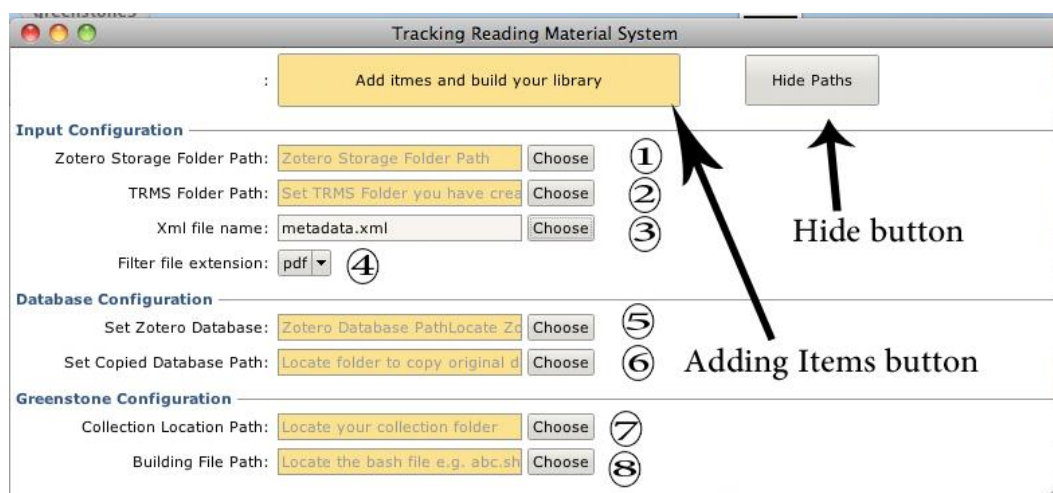 greenstone3
Tracking Reading Material System
: Add itmes and build your library Hide Paths
Input Configuration
Zotero Storage Folder Path: Zotero Storage Folder Path Choose ①
TRMS Folder Path: Set TRMS Folder you have crea Choose ②
Xml file name: metadata.xml Choose ③
Hide button
Filter file extension: pdf ④
Database Configuration
Set Zotero Database: Zotero Database PathLocate Zo Choose ⑤
Set Copied Database Path: Locate folder to copy original d Choose ⑥
Adding Items button
Greenstone Configuration
Collection Location Path: Locate your collection folder Choose ⑦
Building File Path: Locate the bash file e.g. abc.sh Choose ⑧